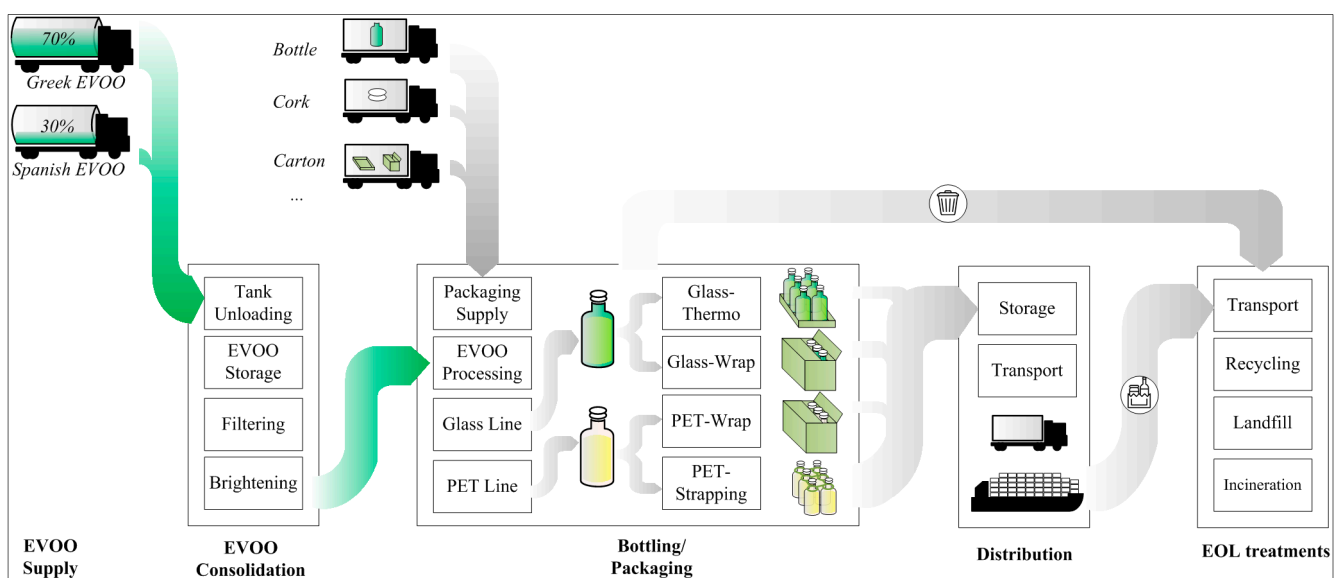 70%
Greek EVOO
30%
Spanish EVOO
Bottle
Cork
Carton
...
Tank
Unloading
EVOO
Storage
Filtering
Brightening
Packaging
Supply
EVOO
Processing
Glass Line
PET Line
Glass-
Thermo
Glass-Wrap
PET-Wrap
PET-
Strapping
Storage
Transport
Transport
Recycling
Landfill
Incineration
EVOO
Supply
EVOO
Consolidation
Bottling/
Packaging
Distribution
EOL treatments